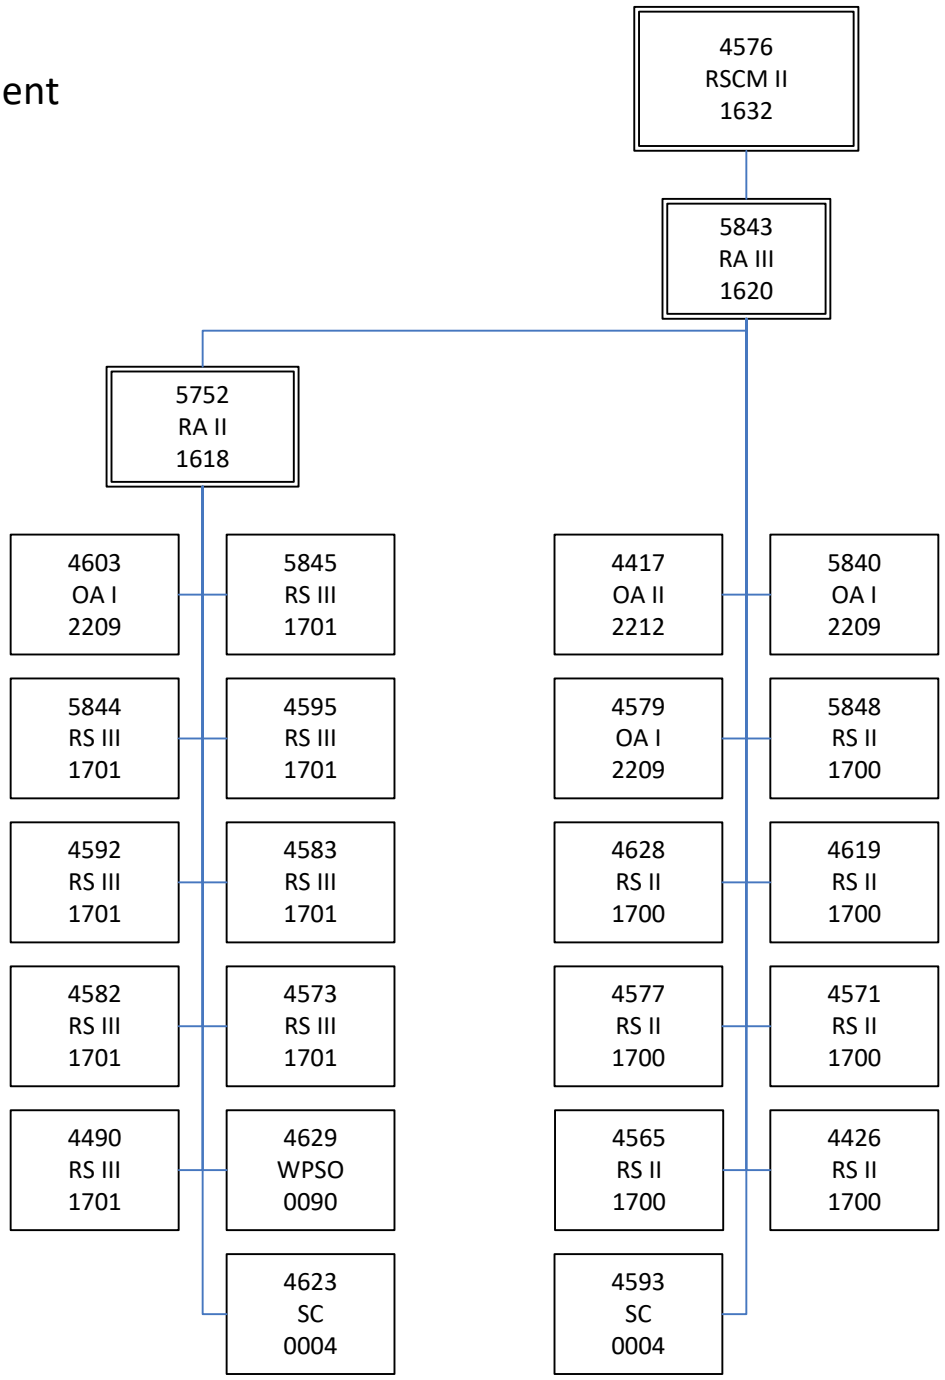 ent
4576
RSCM II
1632
5843
RA III
1620
5752
RA II
1618
4603
OA I
2209
5845
RS III
1701
5844
RS III
1701
4595
RS III
1701
4592
RS III
1701
4583
RS III
1701
4582
RS III
1701
4573
RS III
1701
4490
RS III
1701
4629
WPSO
0090
4623
SC
0004
4417
OA II
2212
5840
OA I
2209
4579
OA I
2209
5848
RS II
1700
4628
RS II
1700
4619
RS II
1700
4577
RS II
1700
4571
RS II
1700
4565
RS II
1700
4426
RS II
1700
4593
SC
0004